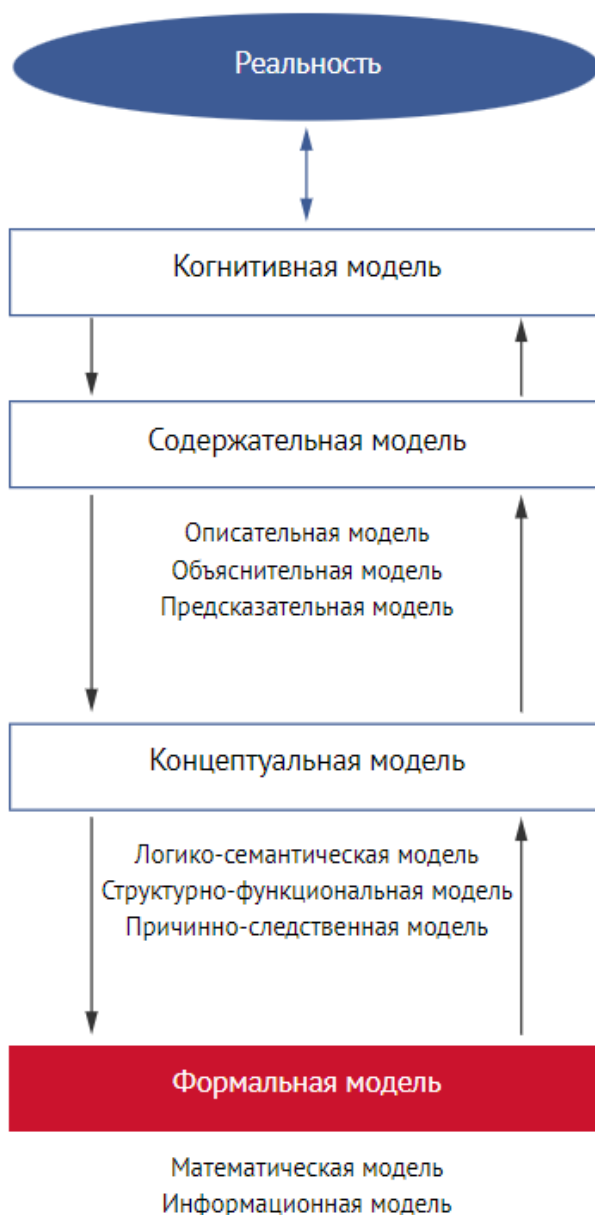 Реальность
Когнитивная модель
Содержательная модель
Описательная модель
Объяснительная модель
Предсказательная модель
Концептуальная модель
Логико-семантическая модель
Структурно-функциональная модель
Причинно-следственная модель
Формальная модель
Математическая модель
Информационная модель